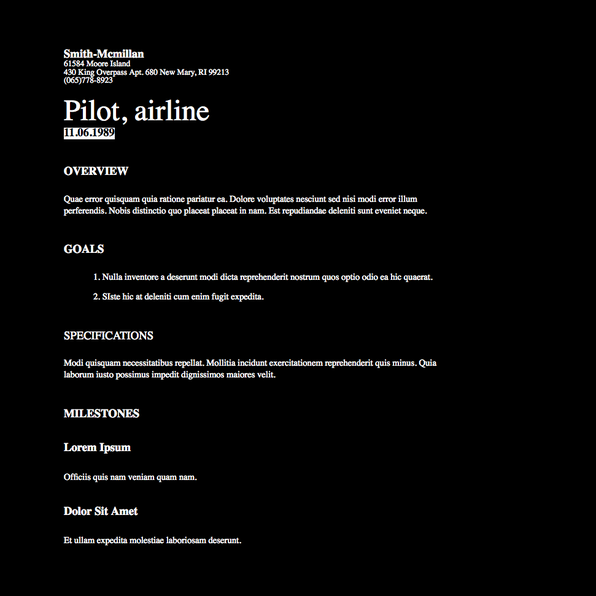 Smith-Mcmillan
61584 Moore Island
430 King Overpass Apt. 680 New Mary, RI 99213
(065)778-8923
Pilot, airline
11.06.1989
OVERVIEW
Quae error quisquam quia ratione pariatur ea. Dolore voluptates nesciunt sed nisi modi error illum
perferendis. Nobis distinctio quo placeat placeat in nam. Est repudiandae deleniti sunt eveniet neque.
GOALS
1. Nulla inventore a deserunt modi dicta reprehenderit nostrum quos optio odio ea hic quaerat.
2. SIste hic at deleniti cum enim fugit expedita.
SPECIFICATIONS
Modi quisquam necessitatibus repellat. Mollitia incidunt exercitationem reprehenderit quis minus. Quia
laborum iusto possimus impedit dignissimos maiores velit.
MILESTONES
Lorem Ipsum
Officiis quis nam veniam quam nam.
Dolor Sit Amet
Et ullam expedita molestiae laboriosam deserunt.